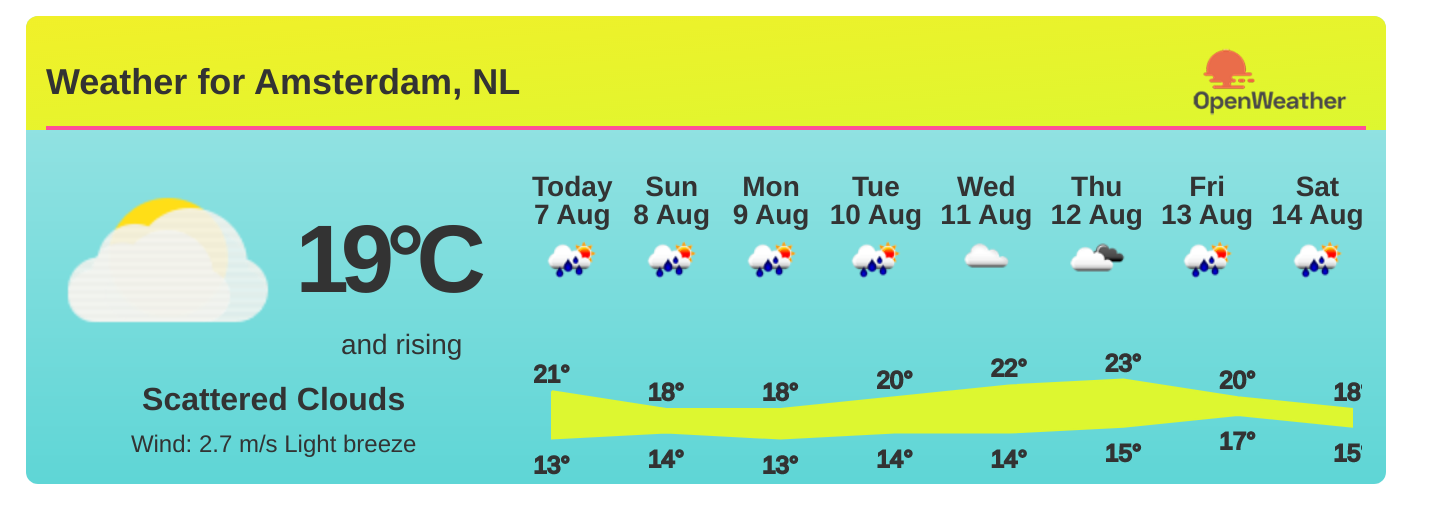 Weather for Amsterdam, NL
OpenWeather
19°C
and rising
Scattered Clouds
Wind: 2.7 m/s Light breeze
Today Sun Mon Tue Wed Thu Fri Sat
7 Aug 8 Aug 9 Aug 10 Aug 11 Aug 12 Aug 13 Aug 14 Aug
21° 18° 18° 20° 22° 23° 20° 18°
13° 14° 13° 14° 14° 15° 17° 15